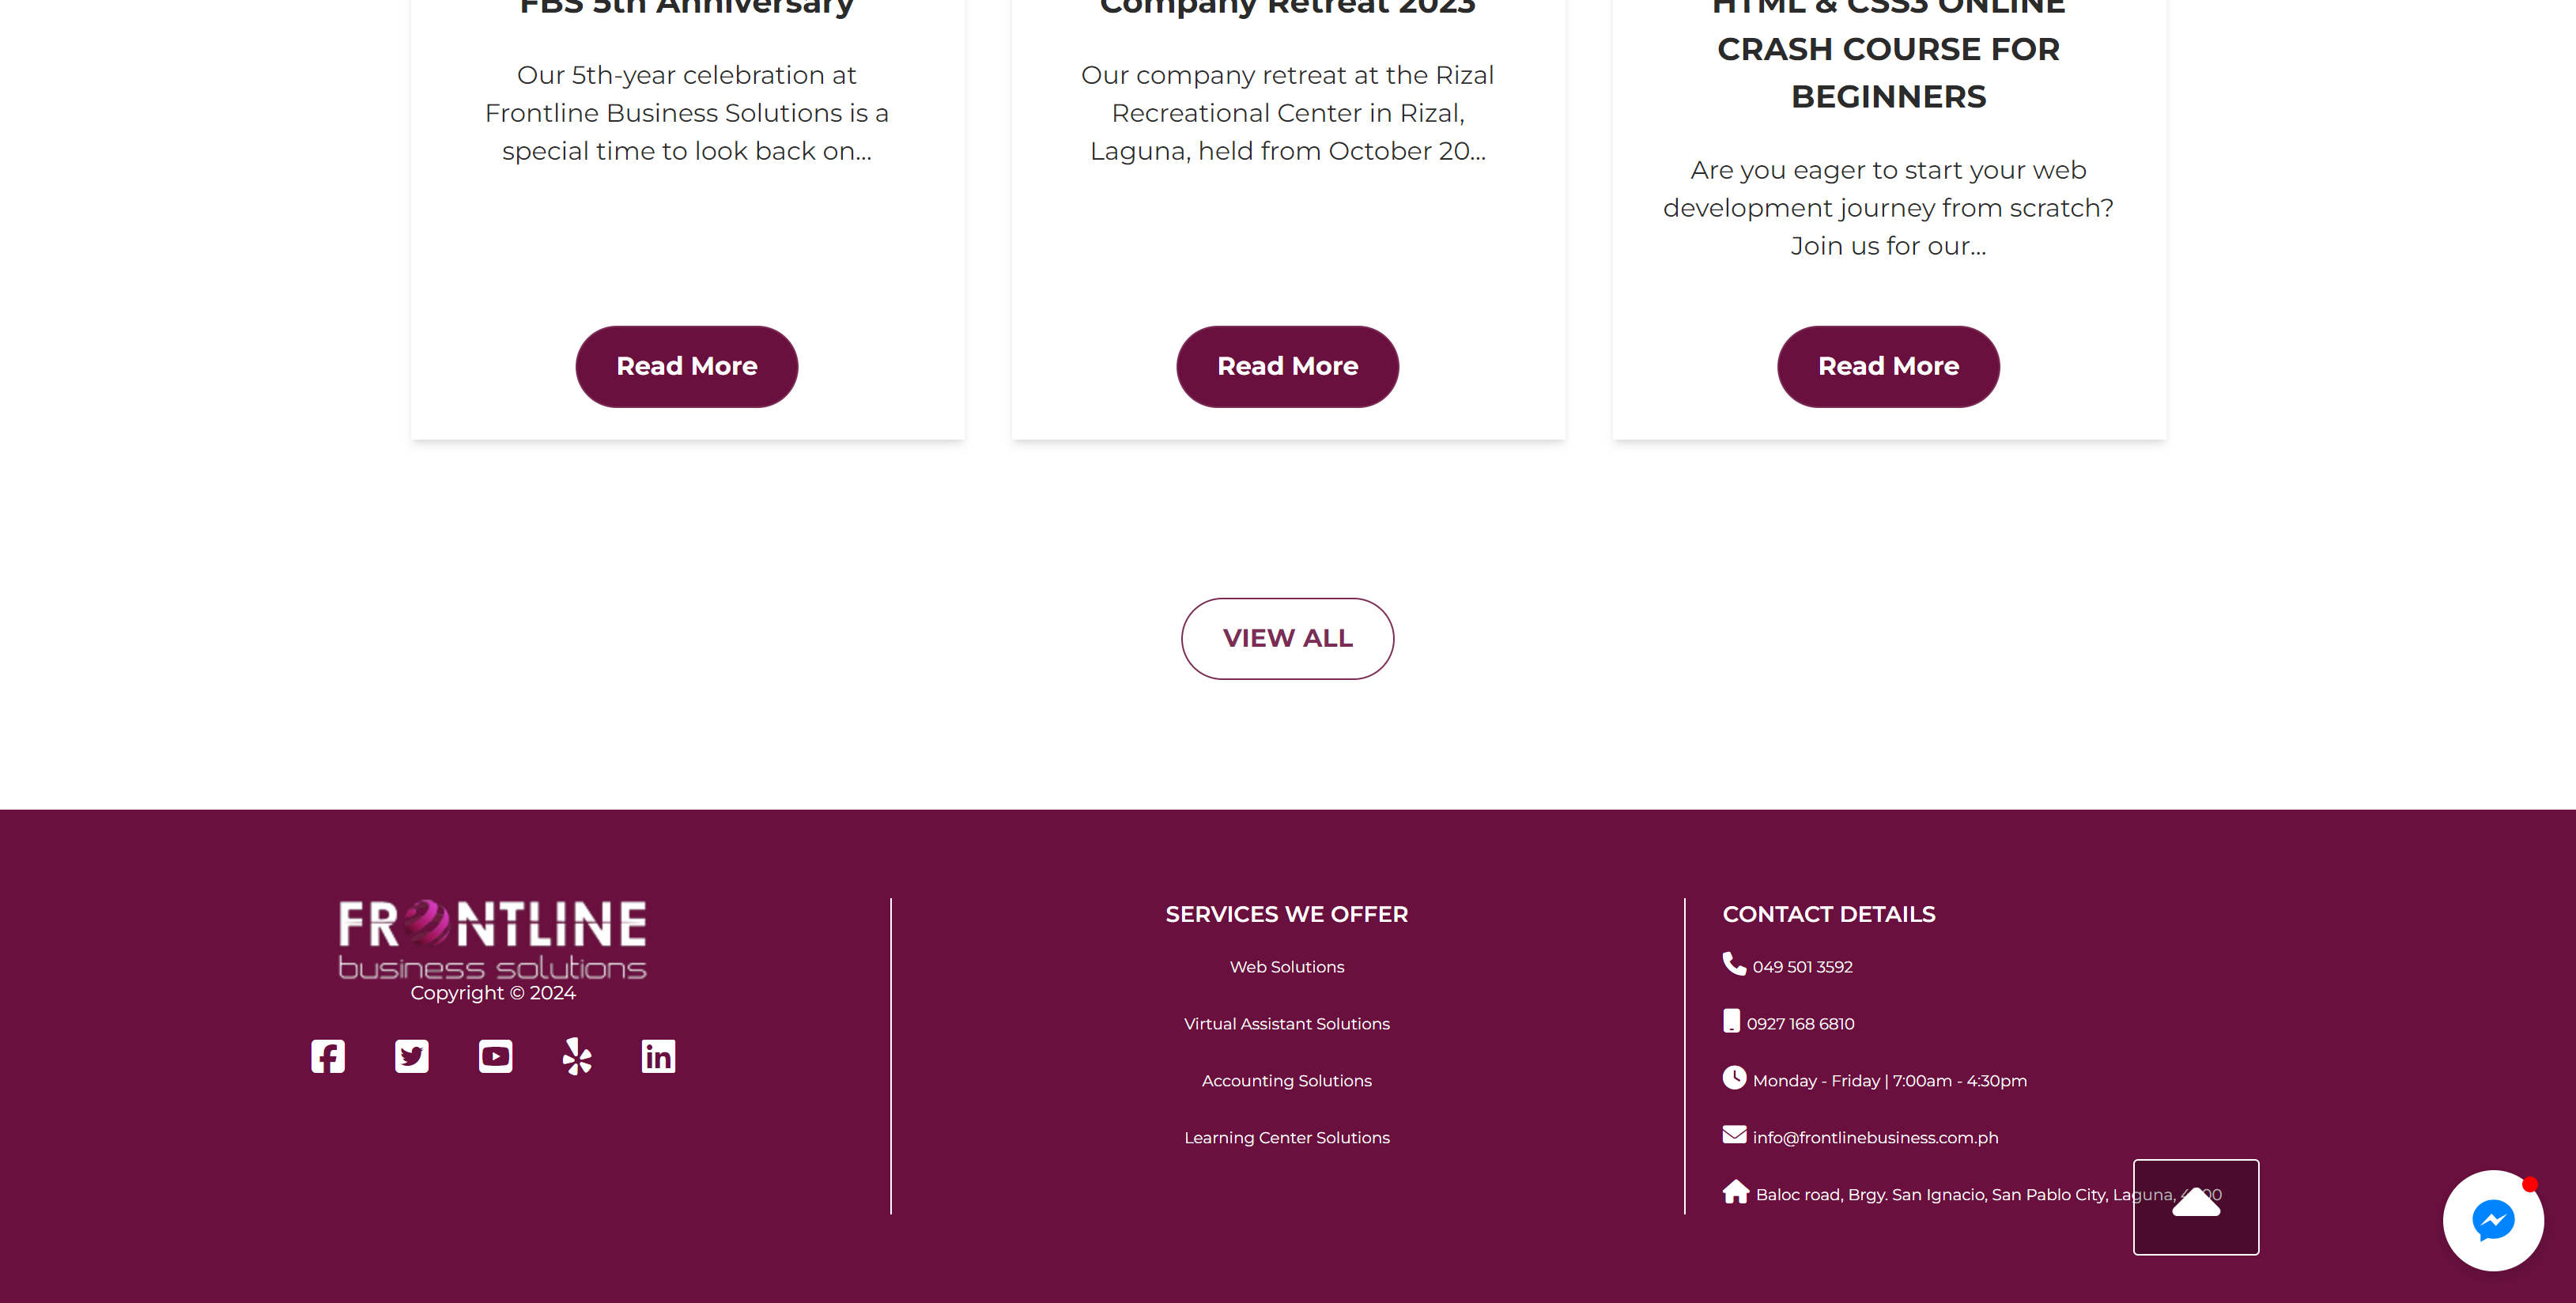 FBS 5th Anniversary
Our 5th-year celebration at
Frontline Business Solutions is a
special time to look back on...
Read More
Company Retreat 2023
Our company retreat at the Rizal
Recreational Center in Rizal,
Laguna, held from October 20...
Read More
HTML & CSS3 ONLINE
CRASH COURSE FOR
BEGINNERS
Are you eager to start your web
development journey from scratch?
Join us for our...
Read More
VIEW ALL
FRONTLINE
business solutions
Copyright © 2024
SERVICES WE OFFER
Web Solutions
Virtual Assistant Solutions
Accounting Solutions
Learning Center Solutions
CONTACT DETAILS
049 501 3592
0927 168 6810
Monday - Friday | 7:00am - 4:30pm
info@frontlinebusiness.com.ph
Baloc road, Brgy. San Ignacio, San Pablo City, Laguna,